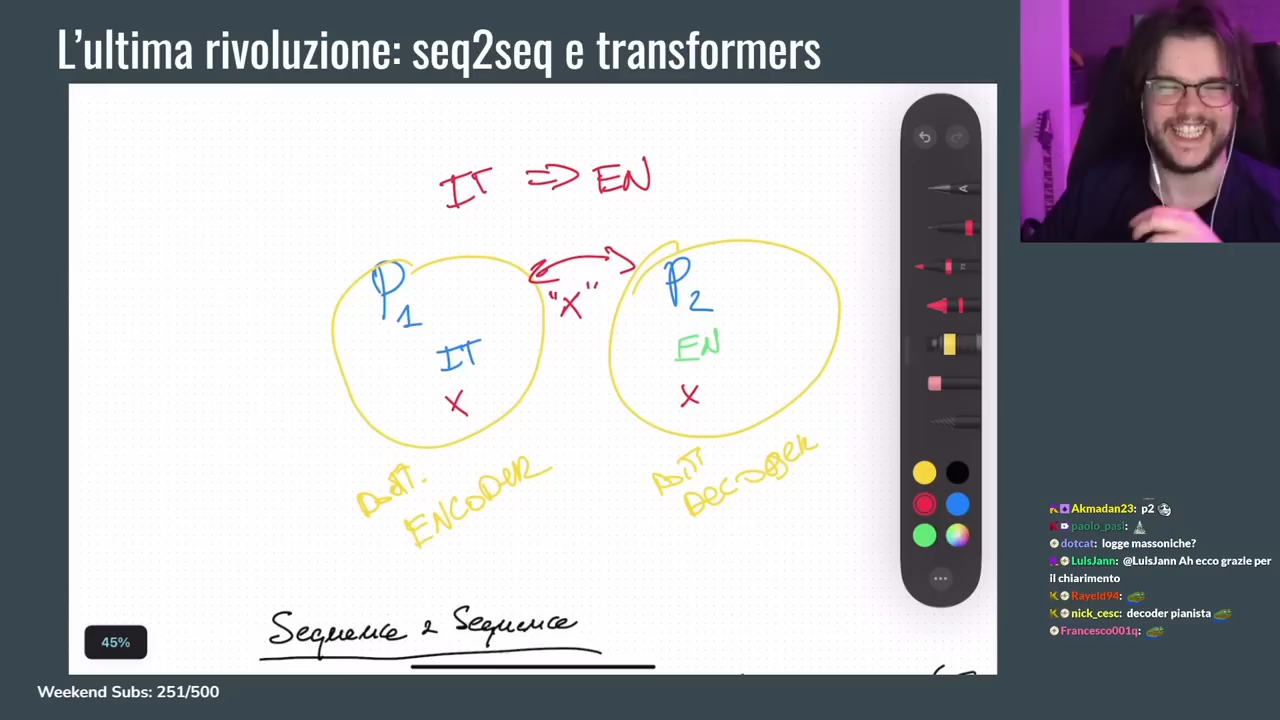 L'ultima rivoluzione: seq2seq e transformers
IT ⇒ EN
P1
"X"
P2
IT
EN
X
X
DOTT.
ENCODER
DOTT
DECODER
Sequence 2 Sequence
45%
Weekend Subs: 251/500
Akmadan23: p2
paolo_pasi:
dotcat: logge massoniche?
LuisJann: @LuisJann Ah ecco grazie per
il chiarimento
Rayeld94:
nick_cesc: decoder pianista
Francesco001q: